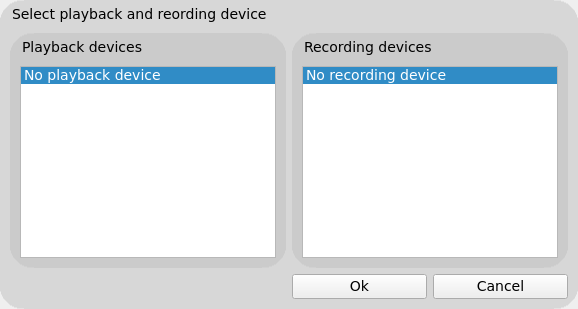 Select playback and reording device
Playback devices
Recording devices
No playback device
No recording device
Ok
Cancel